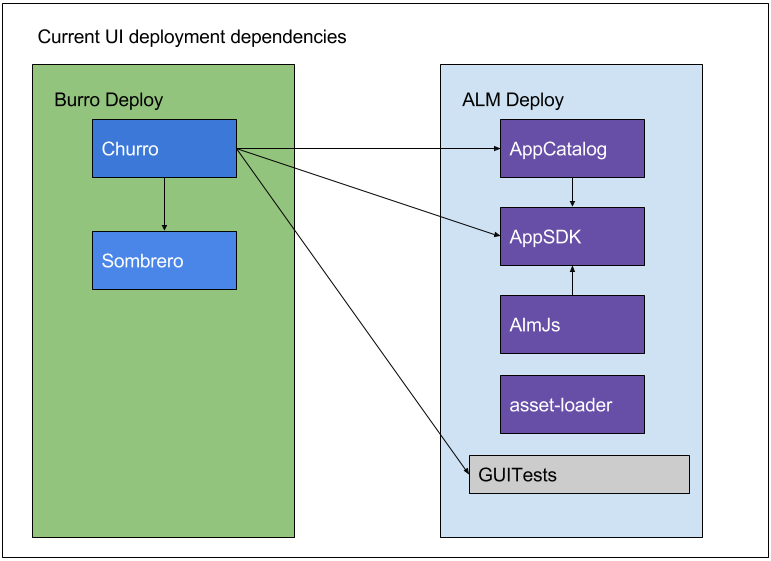 Current UI deployment dependencies
Burro Deploy
Churro
Sombrero
ALM Deploy
AppCatalog
AppSDK
AlmJs
asset-loader
GUITests